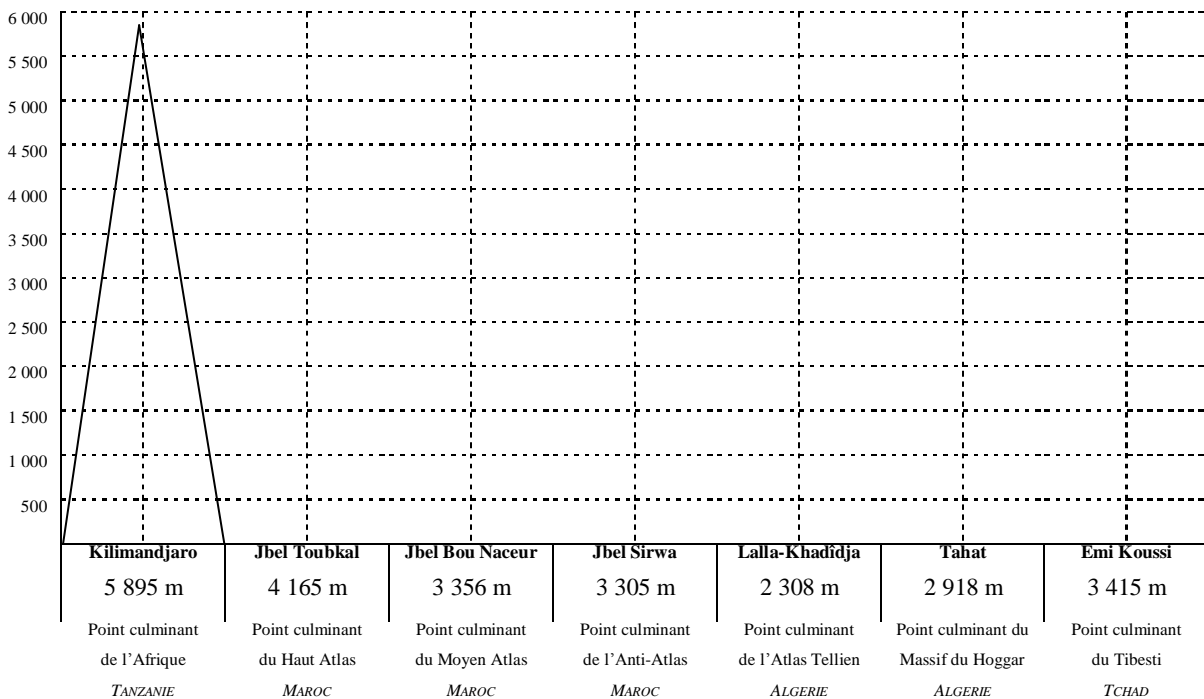 6 000
5 500
5 000
4 500
4 000
3 500
3 000
2 500
2 000
1 500
1 000
500
Kilimandjaro Jbel Toubkal Jbel Bou Naceur Jbel Sirwa Lalla-Khadîdja Tahat Emi Koussi
5 895 m 4 165 m 3 356 m 3 305 m 2 308 m 2 918 m 3 415 m
Point culminant Point culminant Point culminant Point culminant Point culminant Point culminant du Point culminant
de l’Afrique du Haut Atlas du Moyen Atlas de l’Anti-Atlas de l’Atlas Tellien Massif du Hoggar du Tibesti
TANZANIE MAROC MAROC MAROC ALGERIE ALGERIE TCHAD